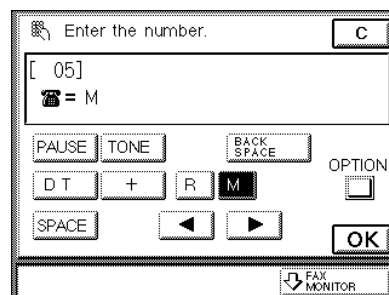 Enter the number. C
[ 05]
☎= M
PAUSE TONE BACK SPACE
OPTION
D T + R M
SPACE ◀ ▶ OK
FAX MONITOR